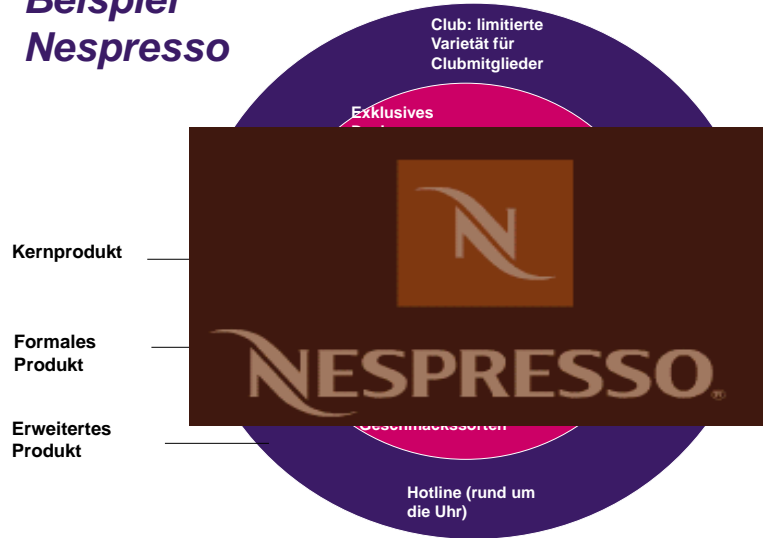 Beispiel
Nespresso
Club: limitierte
Varietät für
Clubmitglieder
Exklusives
Kernprodukt
Formales
Produkt
Erweitertes
Produkt
N
NESPRESSO®
Geschmackssorten
Hotline (rund um
die Uhr)